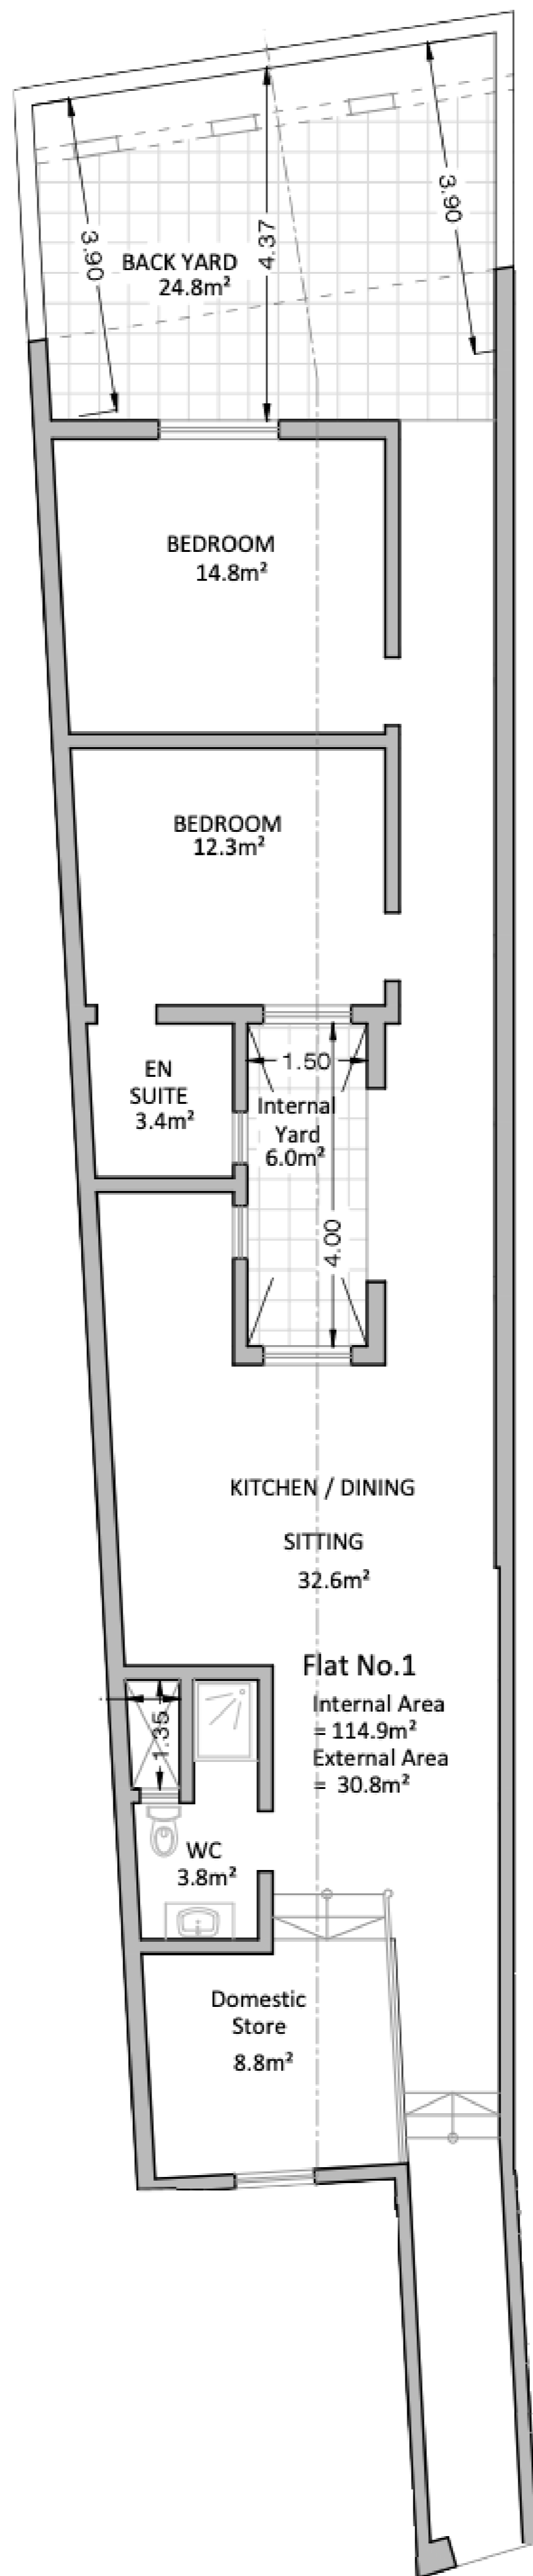 3.90
4.37
3.90
BACK YARD
24.8m²
BEDROOM
14.8m²
BEDROOM
12.3m²
EN
SUITE
3.4m²
1.50
Internal
Yard
6.0m²
4.00
KITCHEN / DINING
SITTING
32.6m²
Flat No.1
Internal Area
= 114.9m²
External Area
= 30.8m²
1.35
WC
3.8m²
Domestic
Store
8.8m²